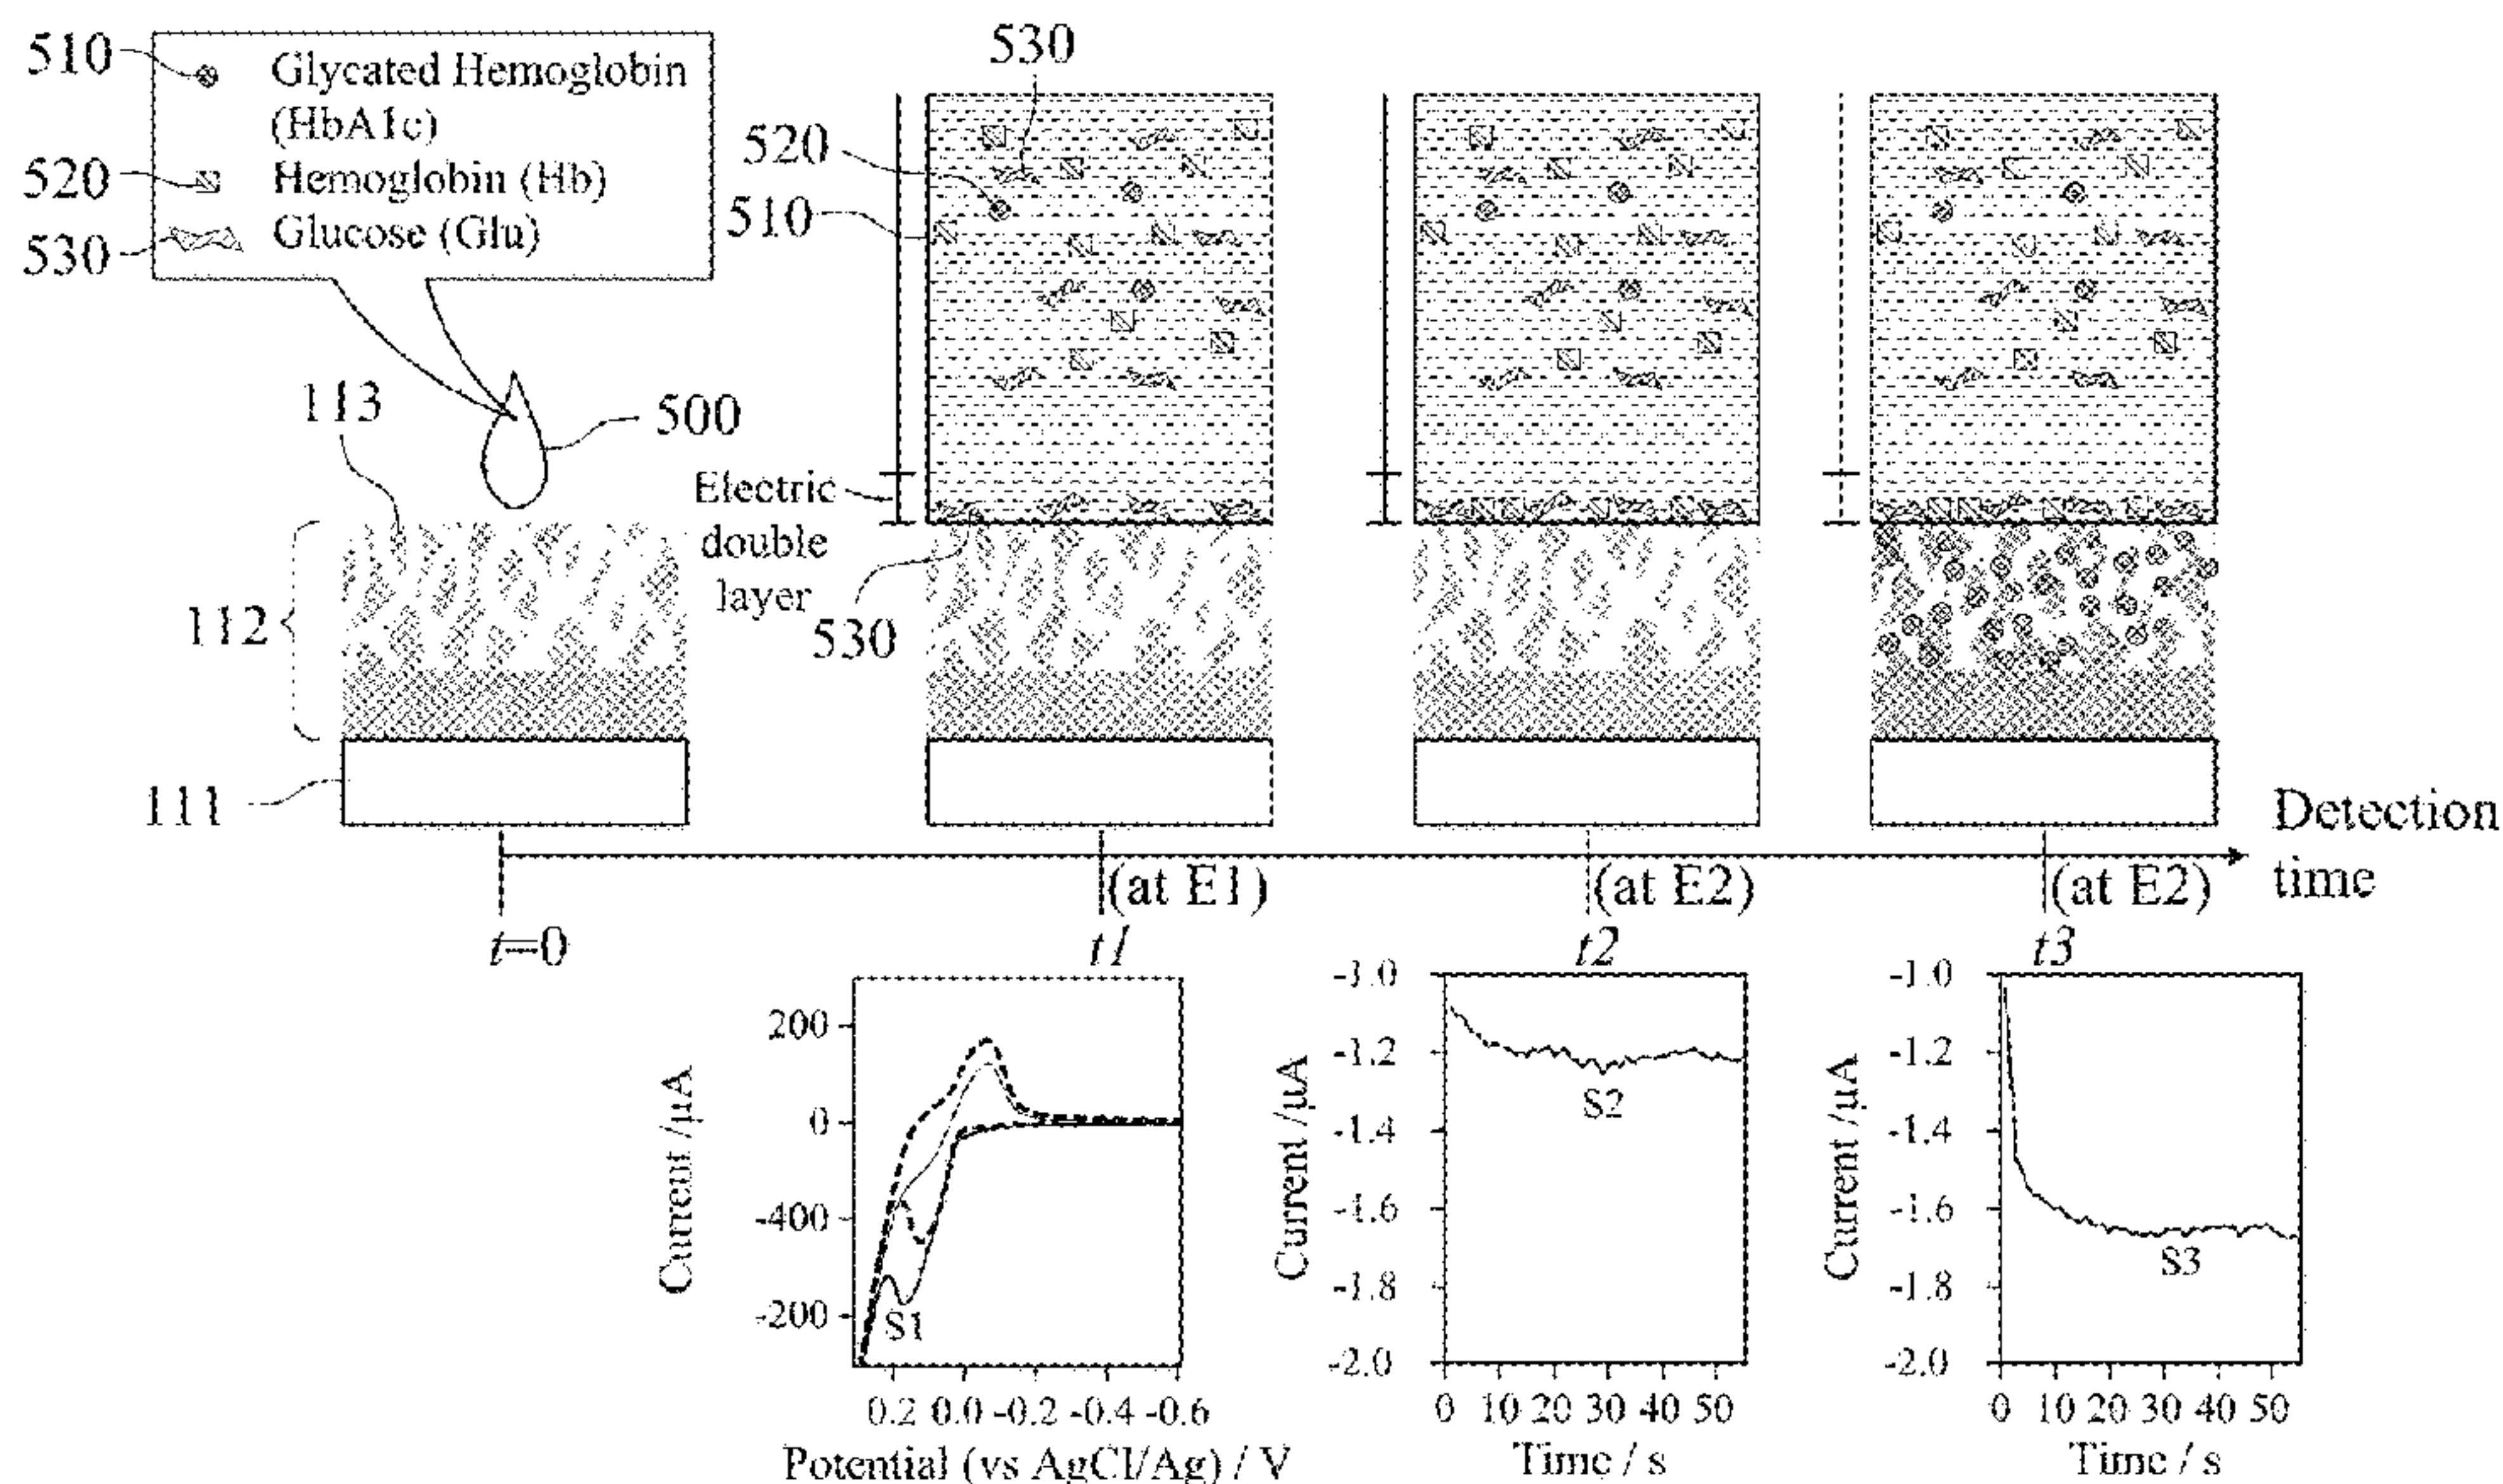 510
Glycated Hemoglobin
(HbA1c)
520
Hemoglobin (Hb)
530
Glucose (Glu)
530
520
510
113
500
Electric
double
layer
530
112
111
Detection
time
(at E1)
(at E2)
(at E2)
t=0
t1
t2
t3
200
0
-400
-200
Current /µA
S1
0.2 0.0 -0.2 -0.4 -0.6
Potential (vs AgCl/Ag) / V
-1.0
-1.2
-1.4
-1.6
-1.8
-2.0
Current /µA
S2
0 10 20 30 40 50
Time / s
-1.0
-1.2
-1.4
-1.6
-1.8
-2.0
Current /µA
S3
0 10 20 30 40 50
Time / s